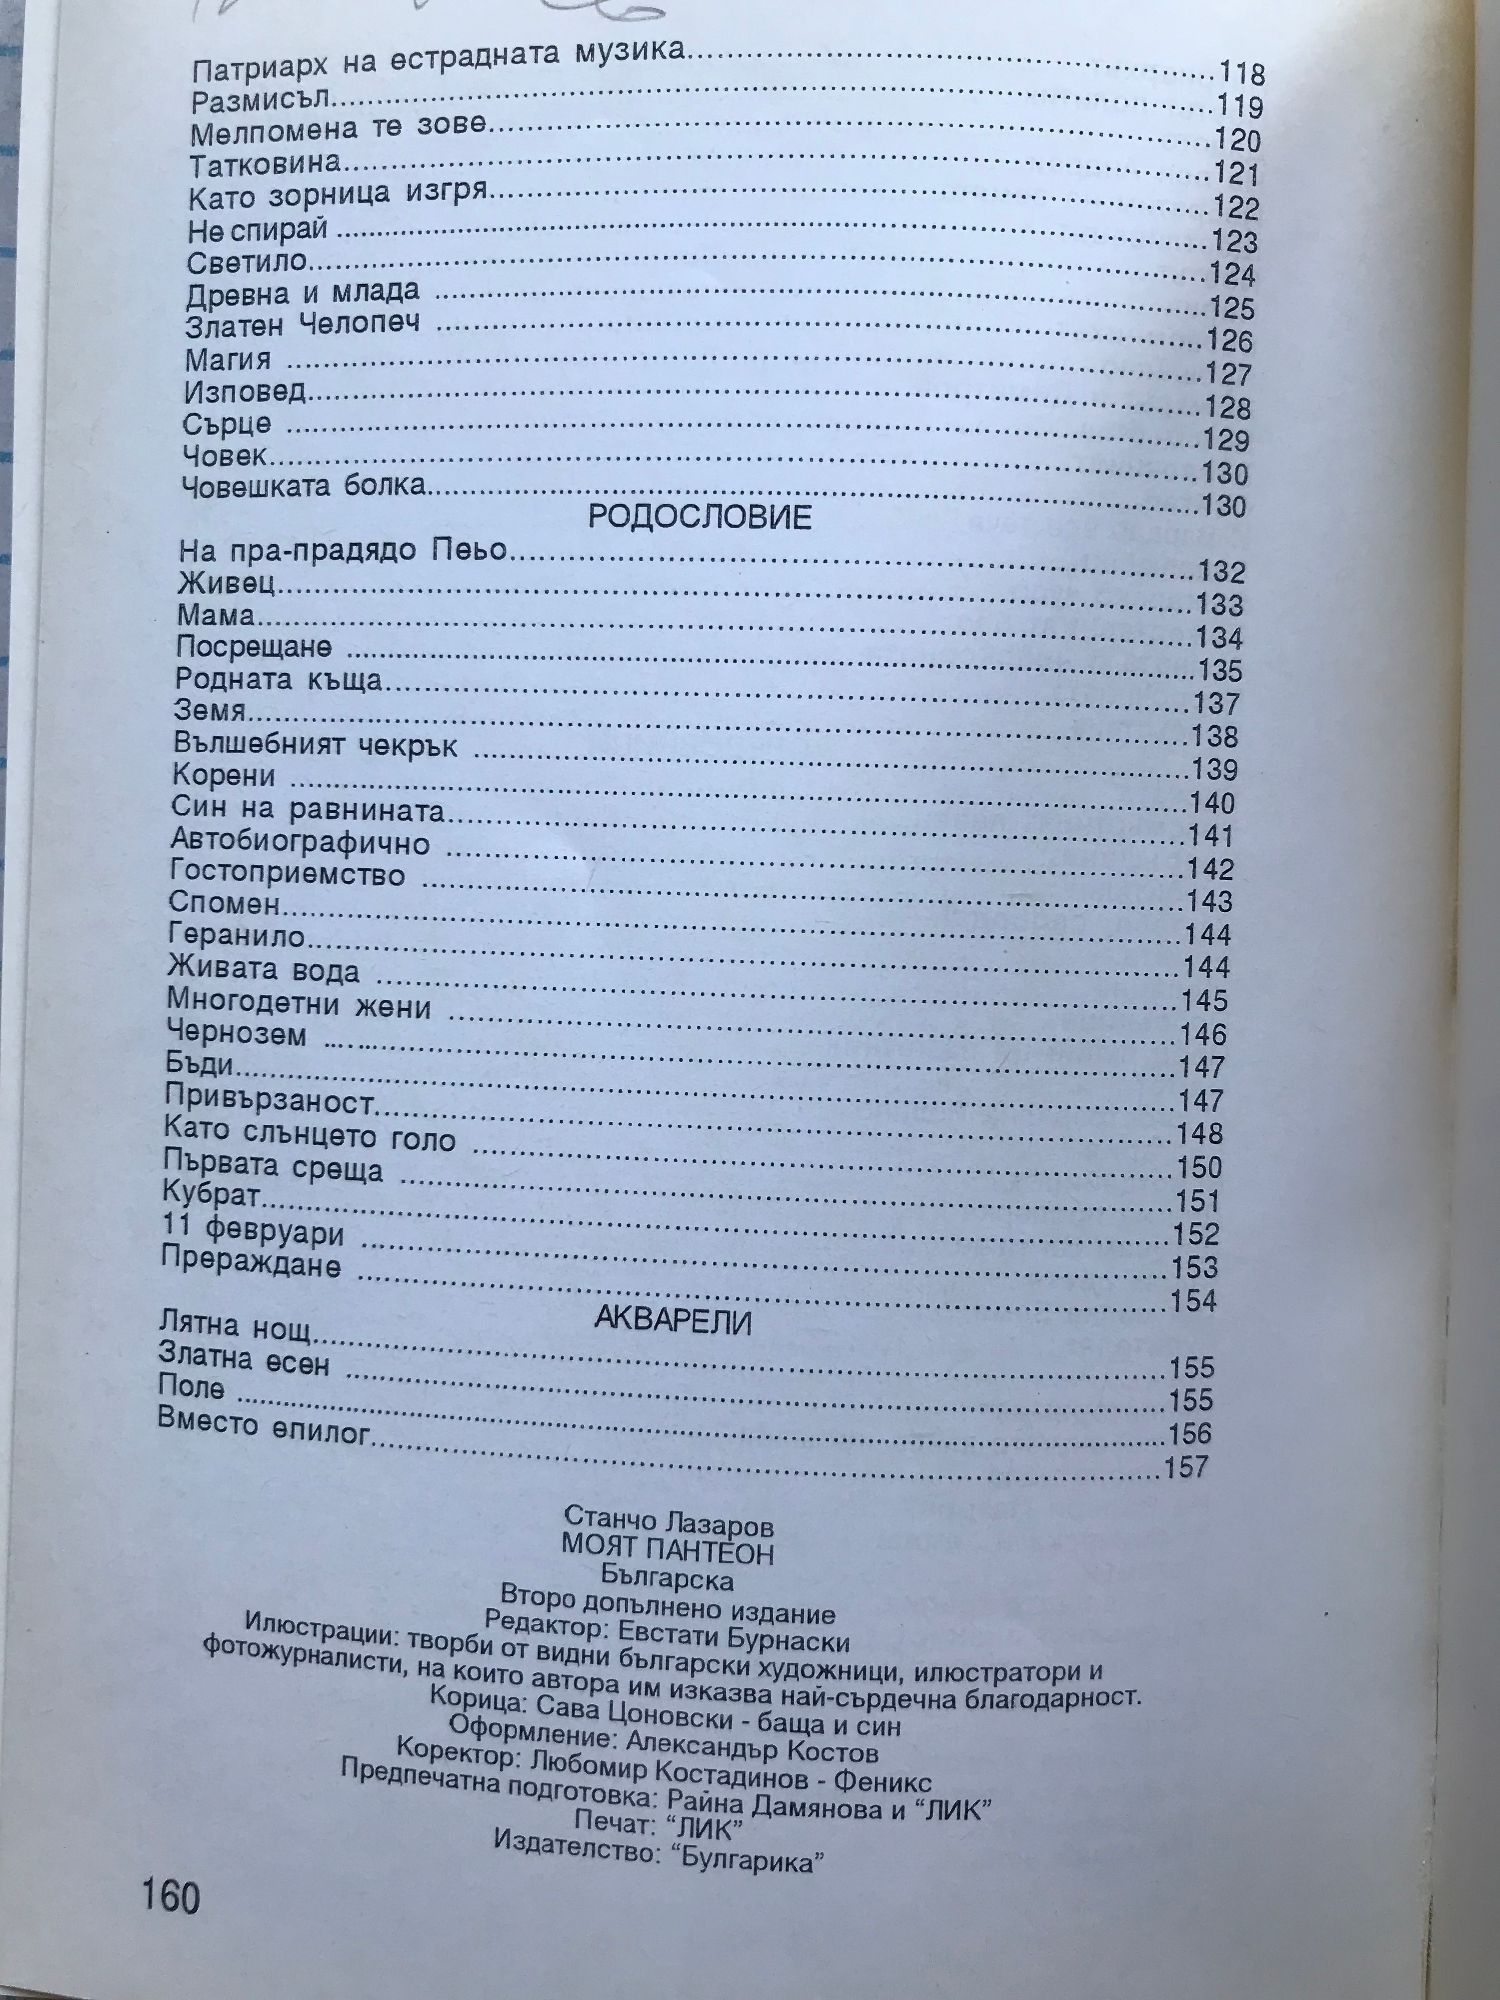 Патриарх на естрадната музика....118
Размисъл....119
Мелпомена те зове....120
Татковина....121
Като зорница изгря....122
Не спирай ....123
Светило....124
Древна и млада ....125
Златен Челопеч ....126
Магия ....127
Изповед....128
Сърце ....129
Човек....130
Човешката болка....130
РОДОСЛОВИЕ
На пра-прадядо Пеьо....132
Живец....133
Мама....134
Посрещане ....135
Родната къща....137
Земя....138
Вълшебният чекрък ....139
Корени ....140
Син на равнината....141
Автобиографично ....142
Гостоприемство ....143
Спомен....144
Геранило....144
Живата вода ....145
Многодетни жени ....146
Чернозем ....147
Бъди....147
Привързаност....148
Като слънцето голо ....150
Първата среща ....151
Кубрат....152
11 февруари ....153
Прераждане ....154
АКВАРЕЛИ
Лятна нощ....155
Златна есен ....155
Поле ....156
Вместо епилог....157
Станчо Лазаров
МОЯТ ПАНТЕОН
Българска
Второ допълнено издание
Редактор: Евстати Бурнаски
Илюстрации: творби от видни български художници, илюстратори и
фотожурналисти, на които автора им изказва най-сърдечна благодарност.
Корица: Сава Цоновски - баща и син
Оформление: Александър Костов
Коректор: Любомир Костадинов - Феникс
Предпечатна подготовка: Райна Дамянова и "ЛИК"
Печат: "ЛИК"
Издателство: "Булгарика"
160